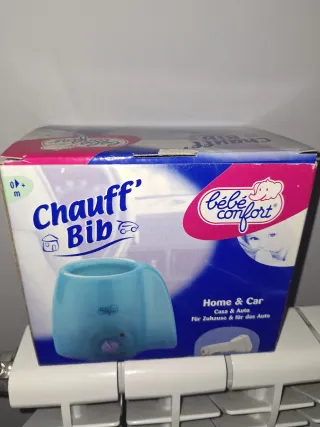 0 + m
Chauff'
Bib
bébé
confort®
Home & Car
Casa & Auto
Für Zuhause & für das Auto